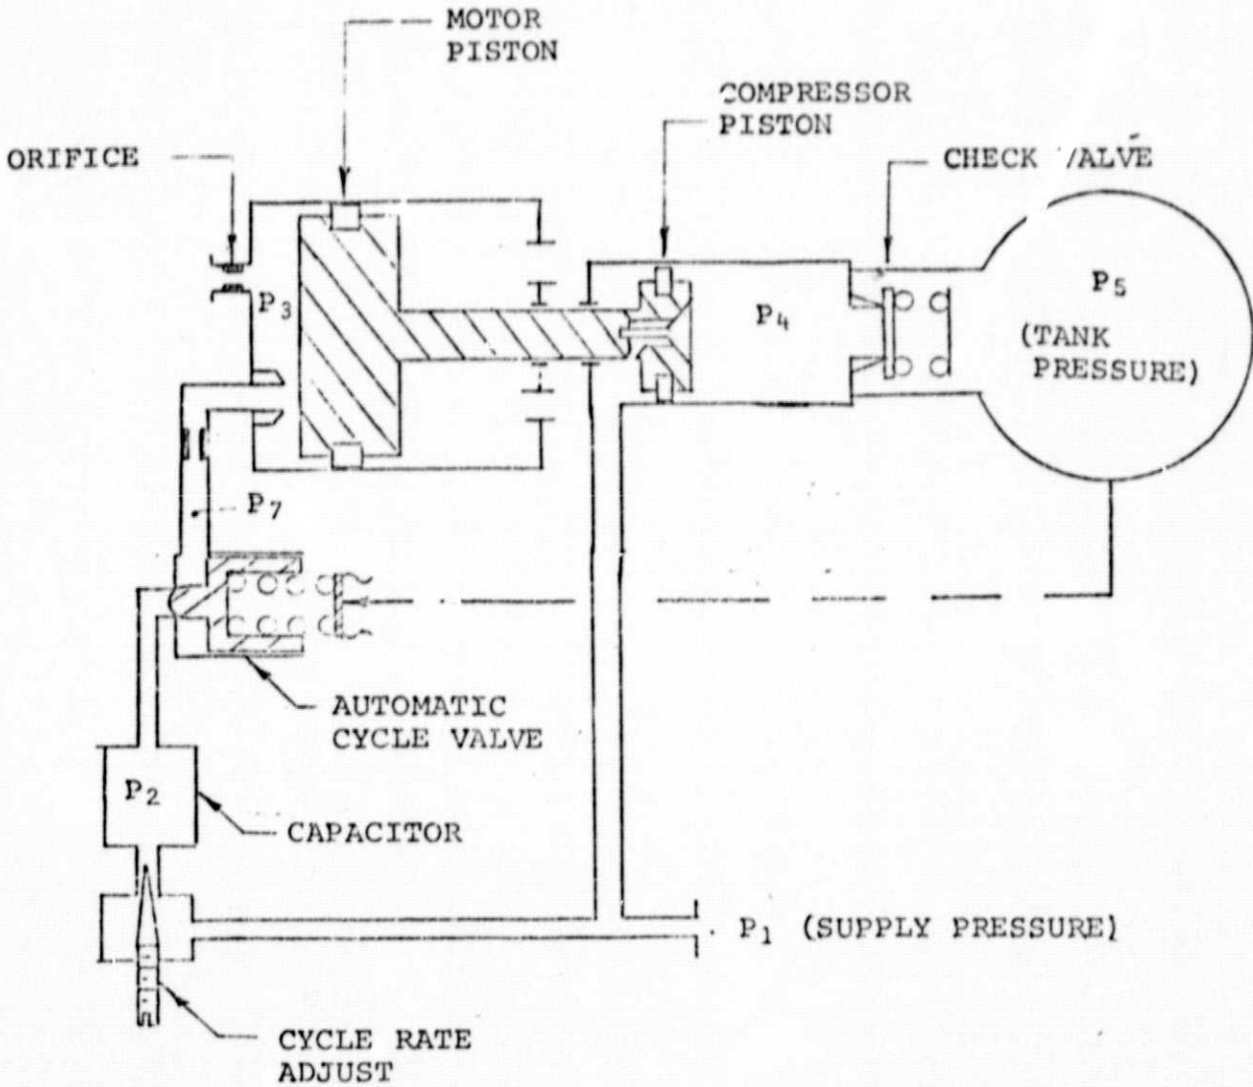 MOTOR
PISTON
COMPRESSOR
PISTON
ORIFICE
CHECK VALVE
P3
P4
P5
(TANK
PRESSURE)
P7
AUTOMATIC
CYCLE VALVE
P2
CAPACITOR
P1 (SUPPLY PRESSURE)
CYCLE RATE
ADJUST